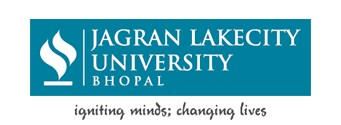 JAGRAN LAKECITY
UNIVERSITY
BHOPAL
igniting minds; changing lives